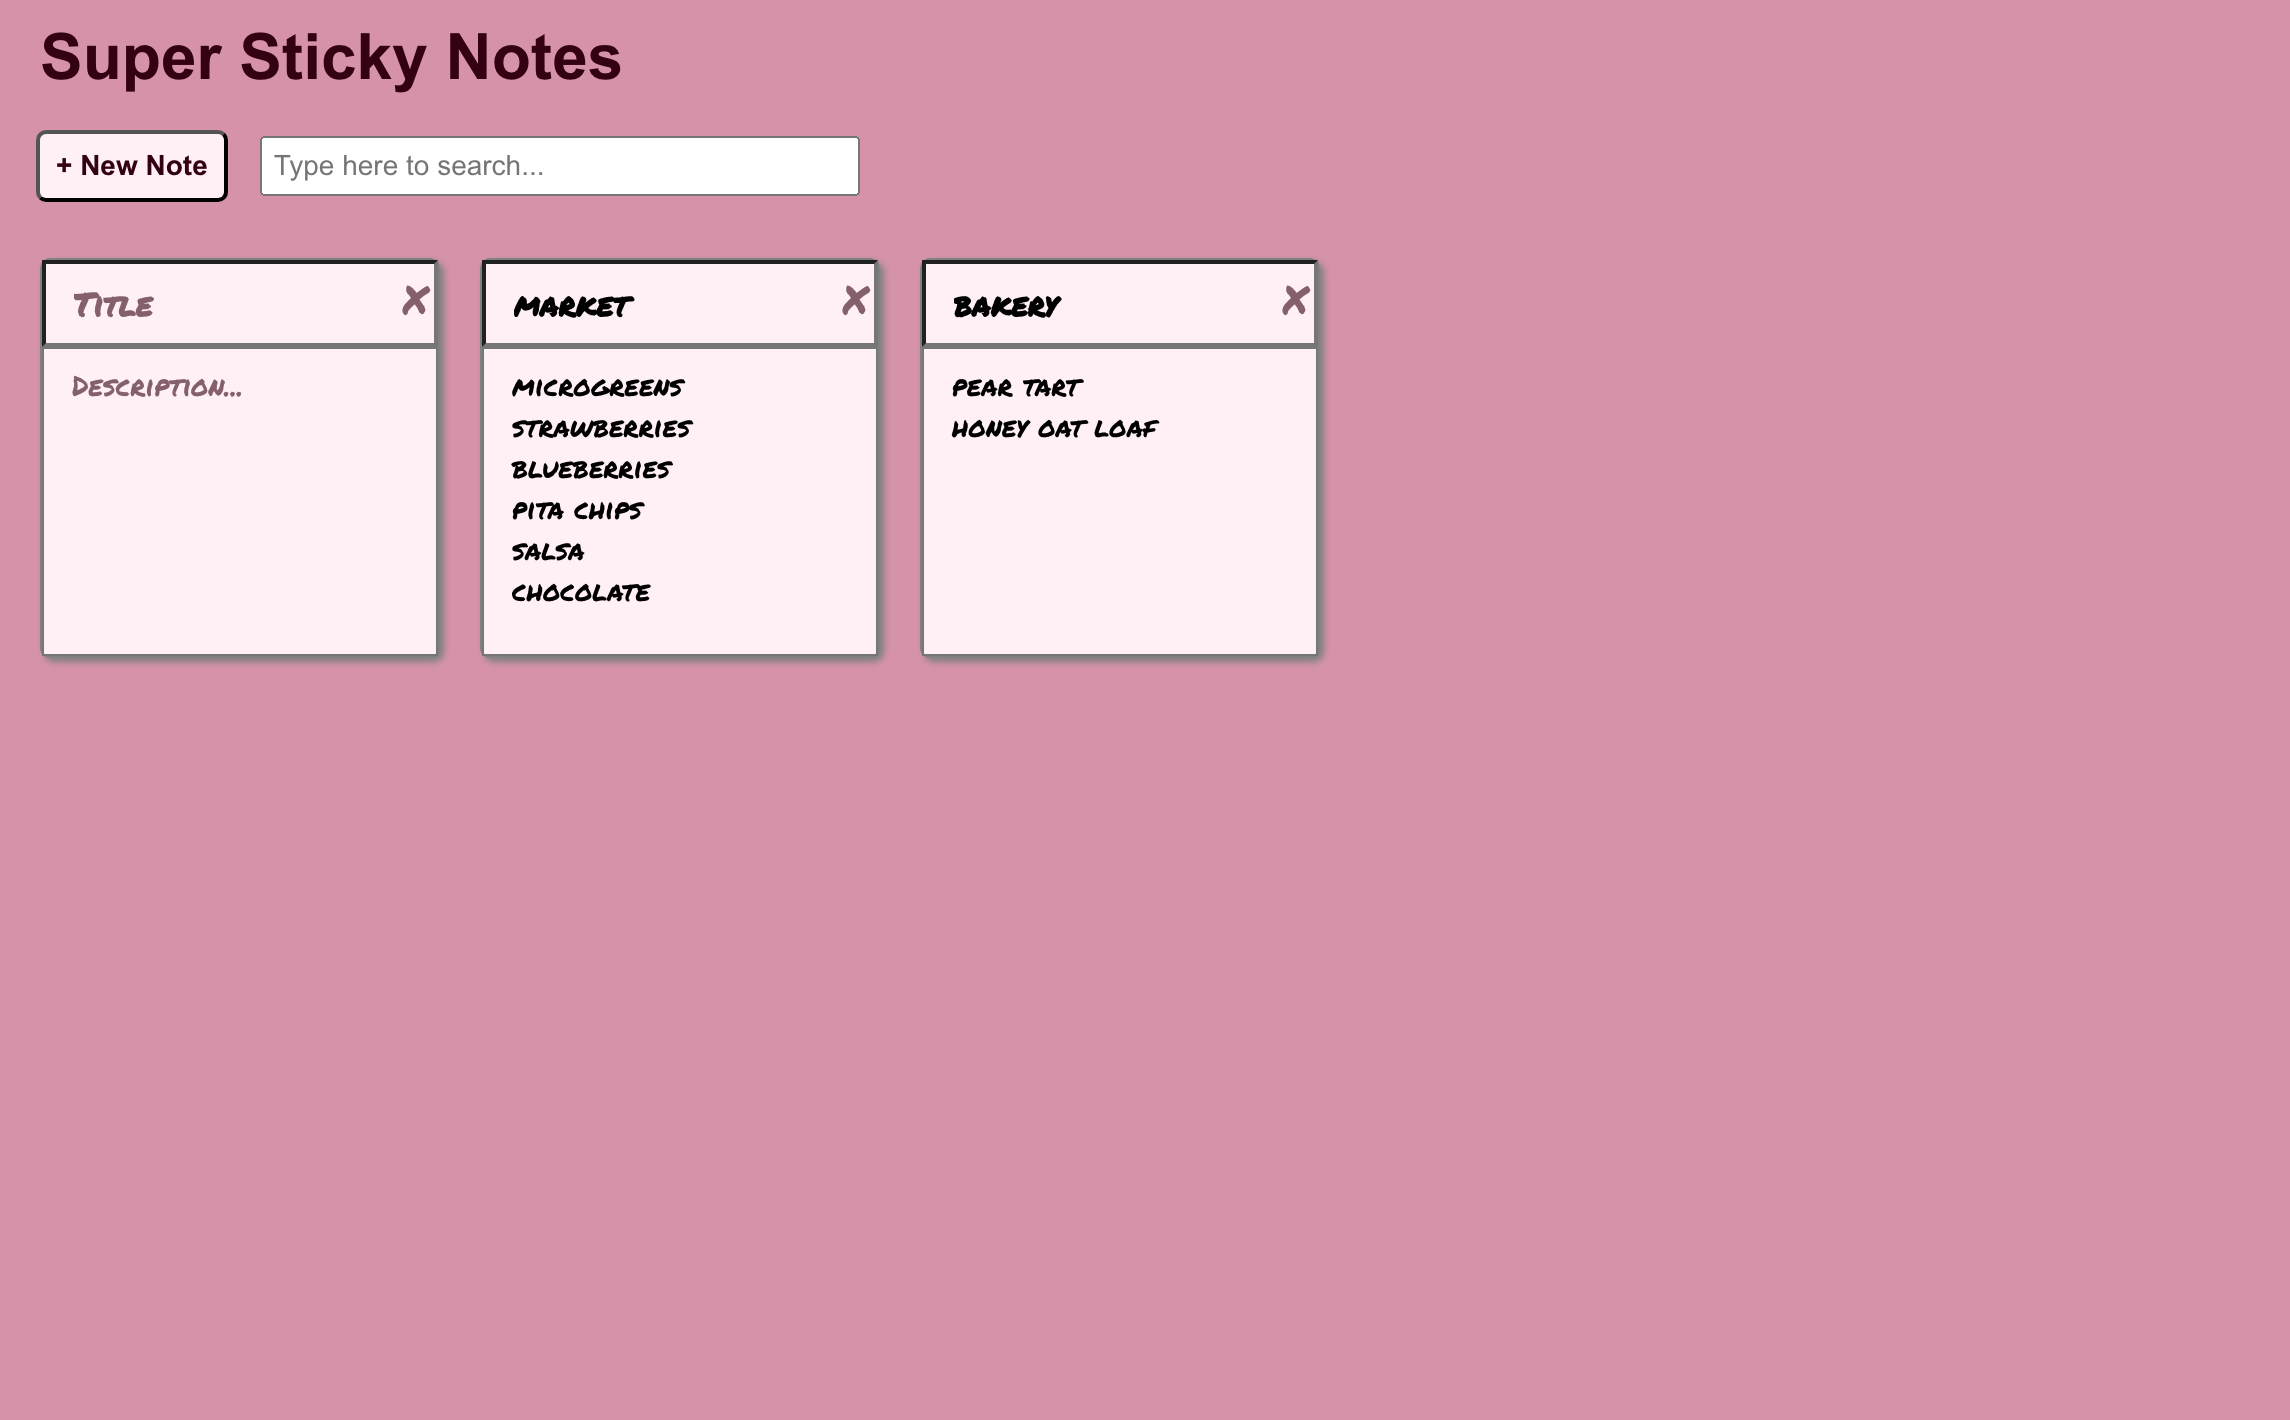 Super Sticky Notes
+ New Note
Type here to search...
Title
market
bakery
Description...
microgreens
strawberries
blueberries
pita chips
salsa
chocolate
pear tart
honey oat loaf